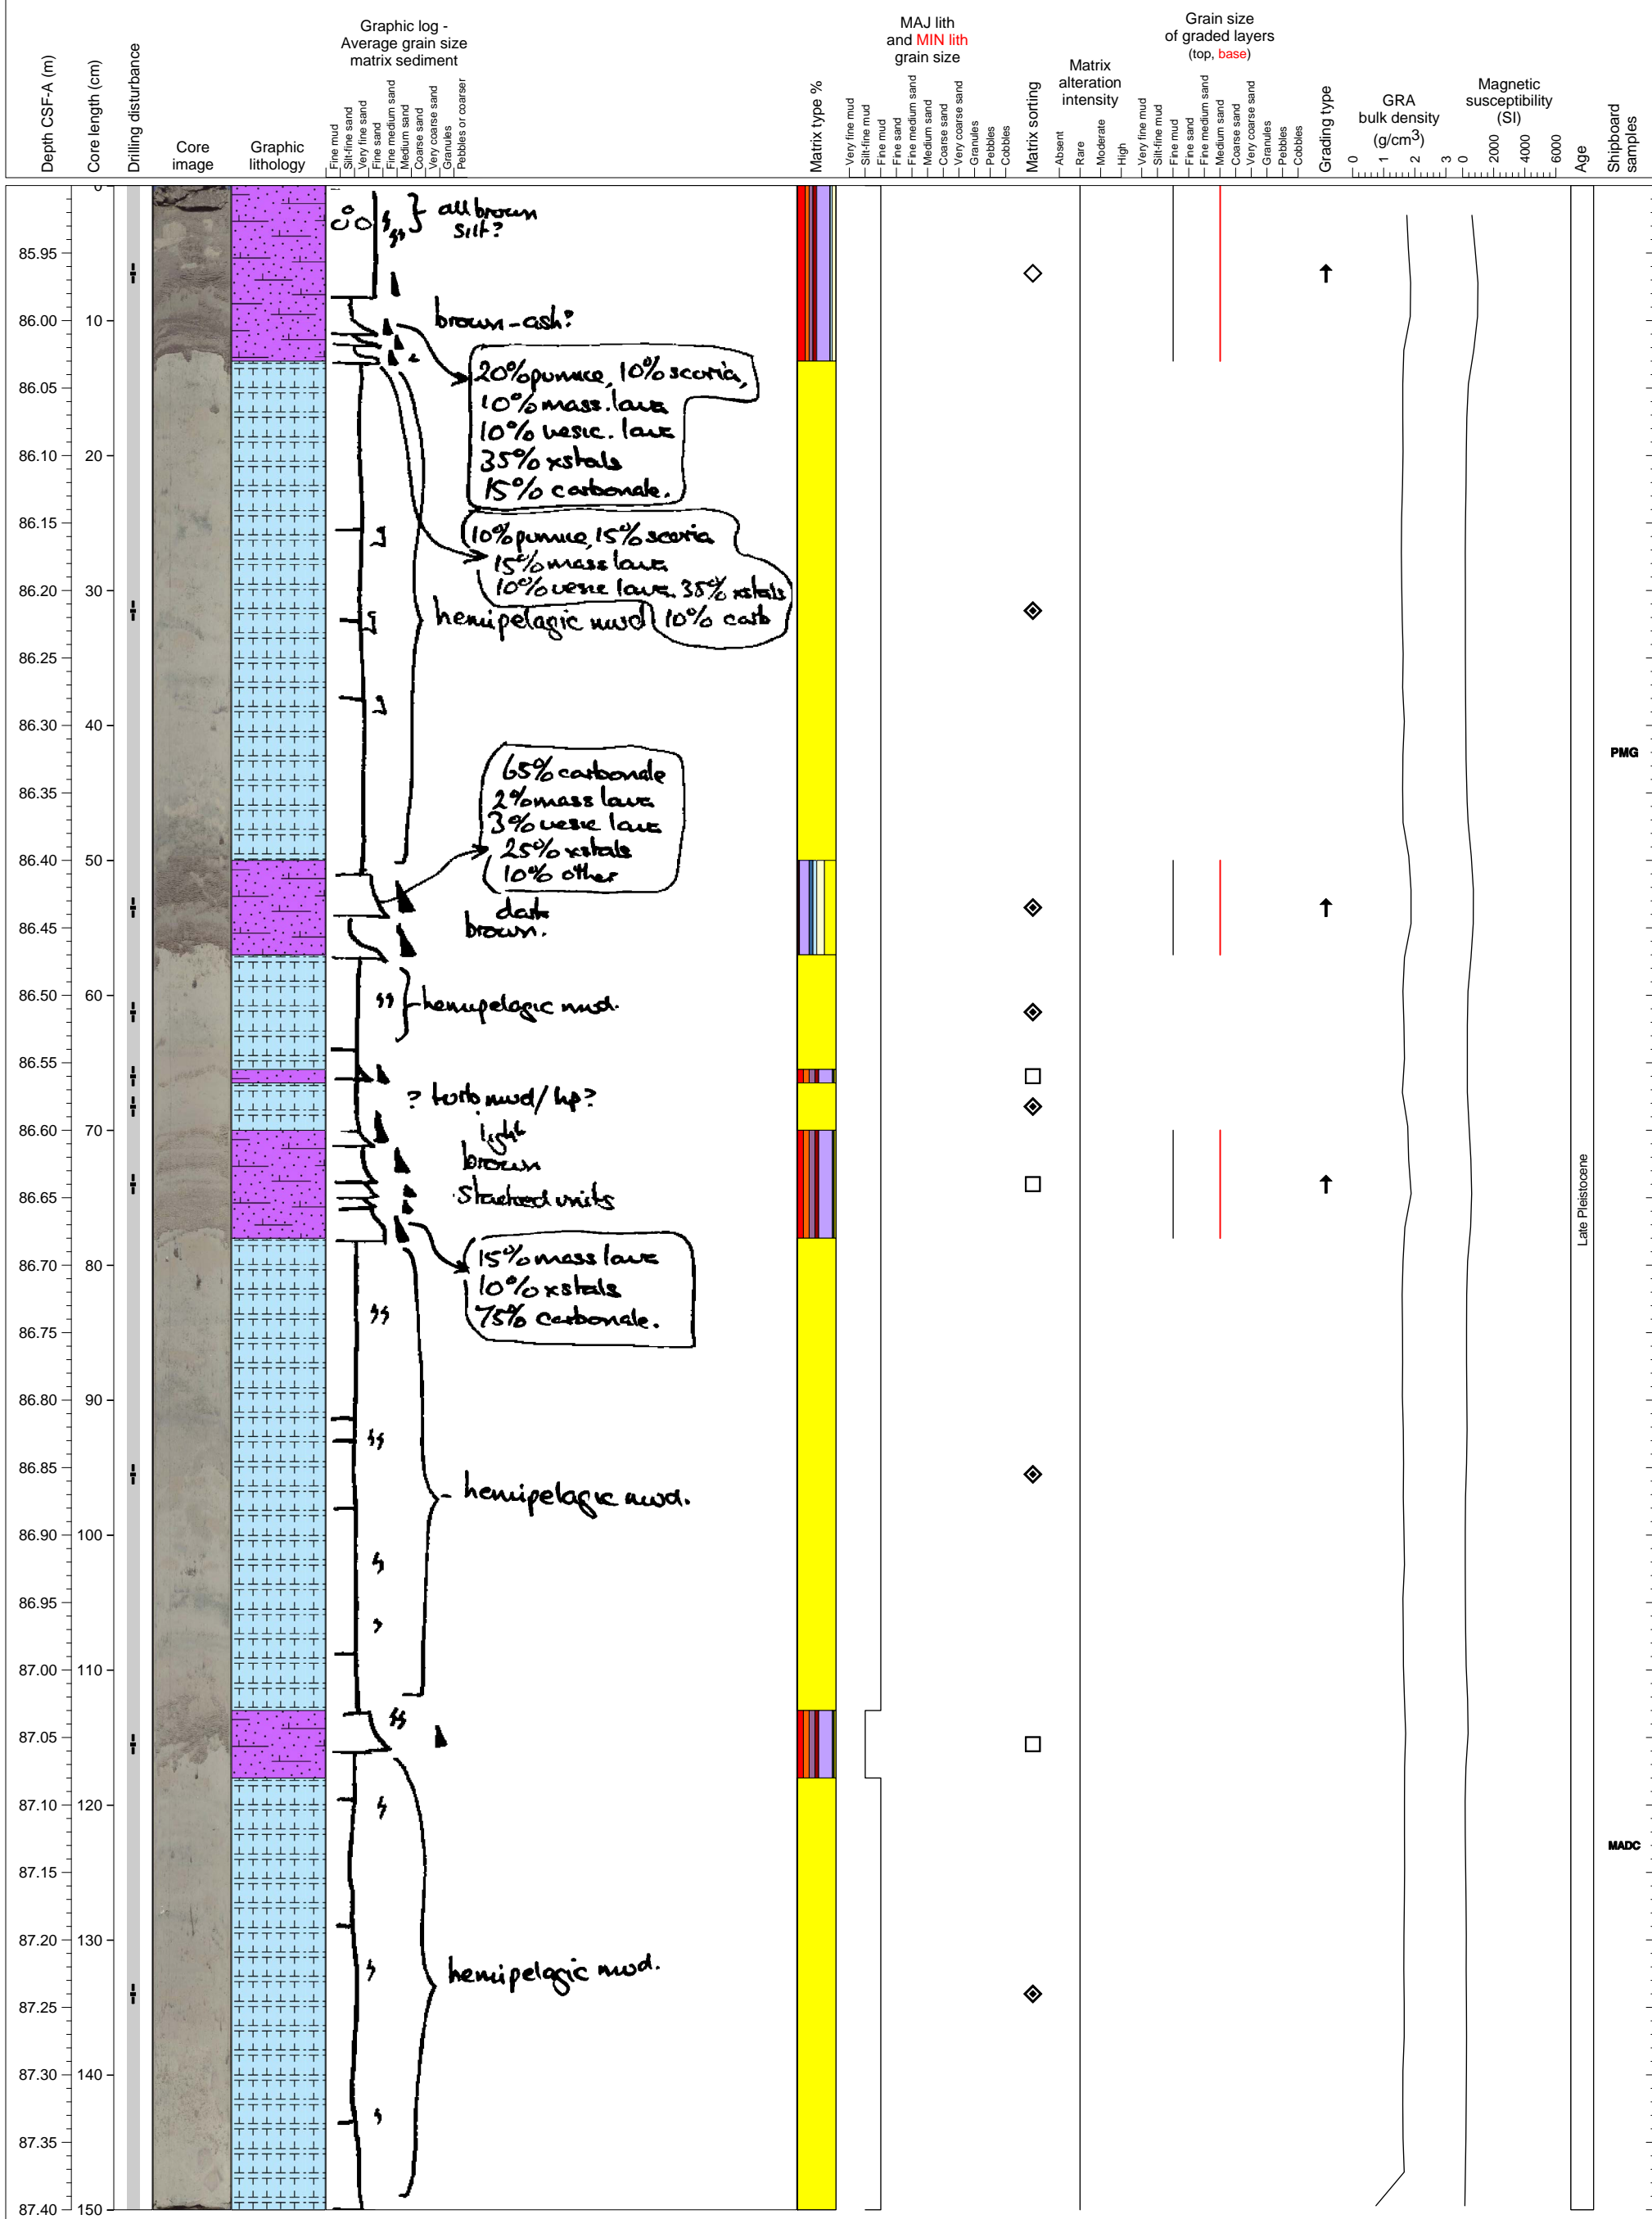 Depth CSF-A (m)
Core length (cm)
Drilling disturbance
Core
image
Graphic
lithology
Graphic log -
Average grain size
matrix sediment
Fine mud
Silt-fine sand
Very fine sand
Fine sand
Fine medium sand
Medium sand
Coarse sand
Very coarse sand
Granules
Pebbles or coarser
Matrix type %
MAJ lith
and MIN lith
grain size
Very fine mud
Silt-fine mud
Fine mud
Fine sand
Fine medium sand
Medium sand
Coarse sand
Very coarse sand
Granules
Pebbles
Cobbles
Matrix sorting
Matrix
alteration
intensity
Absent
Rare
Moderate
High
Grain size
of graded layers
(top, base)
Very fine mud
Silt-fine mud
Fine mud
Fine sand
Fine medium sand
Medium sand
Coarse sand
Very coarse sand
Granules
Pebbles
Cobbles
Grading type
GRA
bulk density
(g/cm3)
0 1 2 3
Magnetic
susceptibility
(SI)
0 2000 4000 6000
Age
Shipboard
samples
0
85.95
86.00 10
86.05
86.10 20
86.15
86.20 30
86.25
86.30 40
86.35
86.40 50
86.45
86.50 60
86.55
86.60 70
86.65
86.70 80
86.75
86.80 90
86.85
86.90 100
86.95
87.00 110
87.05
87.10 120
87.15
87.20 130
87.25
87.30 140
87.35
87.40 150
all brown
silt?
brown-ash?
20% pumice, 10% scoria,
10% mass. lava
10% vesic. lava
35% xstals
15% carbonate.
10% pumice, 15% scoria
15% mass lava
10% vesic lava 35% xstals
10% carb
hemipelagic mud
65% carbonate
2% mass lava
3% vesic lava
25% xstals
10% other
dark
brown.
hemipelagic mud.
? turb mud/hp?
light
brown
stacked units
15% mass lava
10% xstals
75% carbonate.
hemipelagic mud.
hemipelagic mud.
Late Pleistocene
PMG
MADC